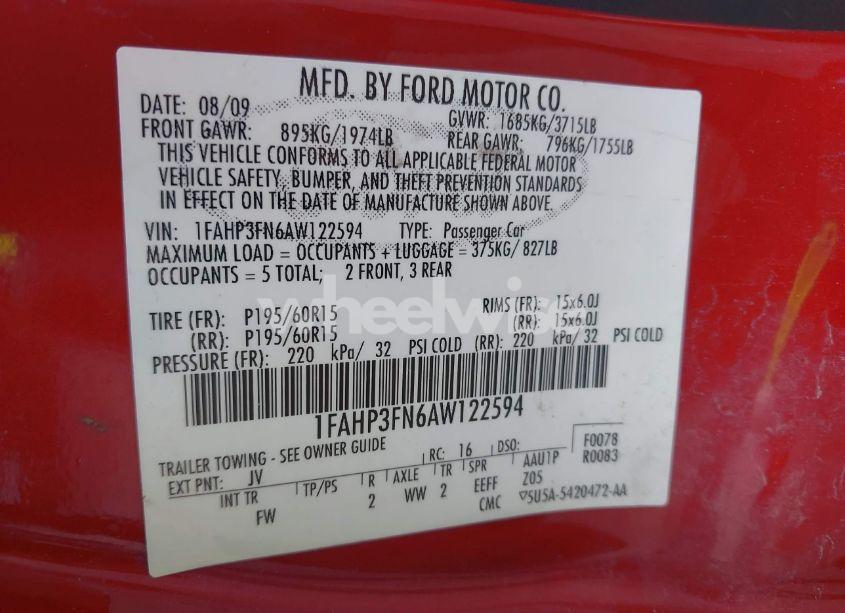 MFD. BY FORD MOTOR CO.
DATE: 08/09 GVWR: 1685KG/3715LB
FRONT GAWR: 895KG/1974LB REAR GAWR: 796KG/1755LB
THIS VEHICLE CONFORMS TO ALL APPLICABLE FEDERAL MOTOR
VEHICLE SAFETY, BUMPER, AND THEFT PREVENTION STANDARDS
IN EFFECT ON THE DATE OF MANUFACTURE SHOWN ABOVE.
VIN: 1FAHP3FN6AW122594 TYPE: Passenger Car
MAXIMUM LOAD = OCCUPANTS + LUGGAGE = 375KG/ 827LB
OCCUPANTS = 5 TOTAL; 2 FRONT, 3 REAR
wheelwise
TIRE (FR): P195/60R15 RIMS (FR): 15x6.0J
(RR): P195/60R15 (RR): 15x6.0J
PRESSURE (FR): 220 kPa/ 32 PSI COLD (RR): 220 kPa/ 32 PSI COLD
1FAHP3FN6AW122594
TRAILER TOWING - SEE OWNER GUIDE RC: 16 DSO: F0078
R0083
EXT PNT: JV INT TR TP/PS R AXLE TR SPR AAU1P
FW 2 WW 2 EEFF Z05
CMC ▽5U5A-5420472-AA